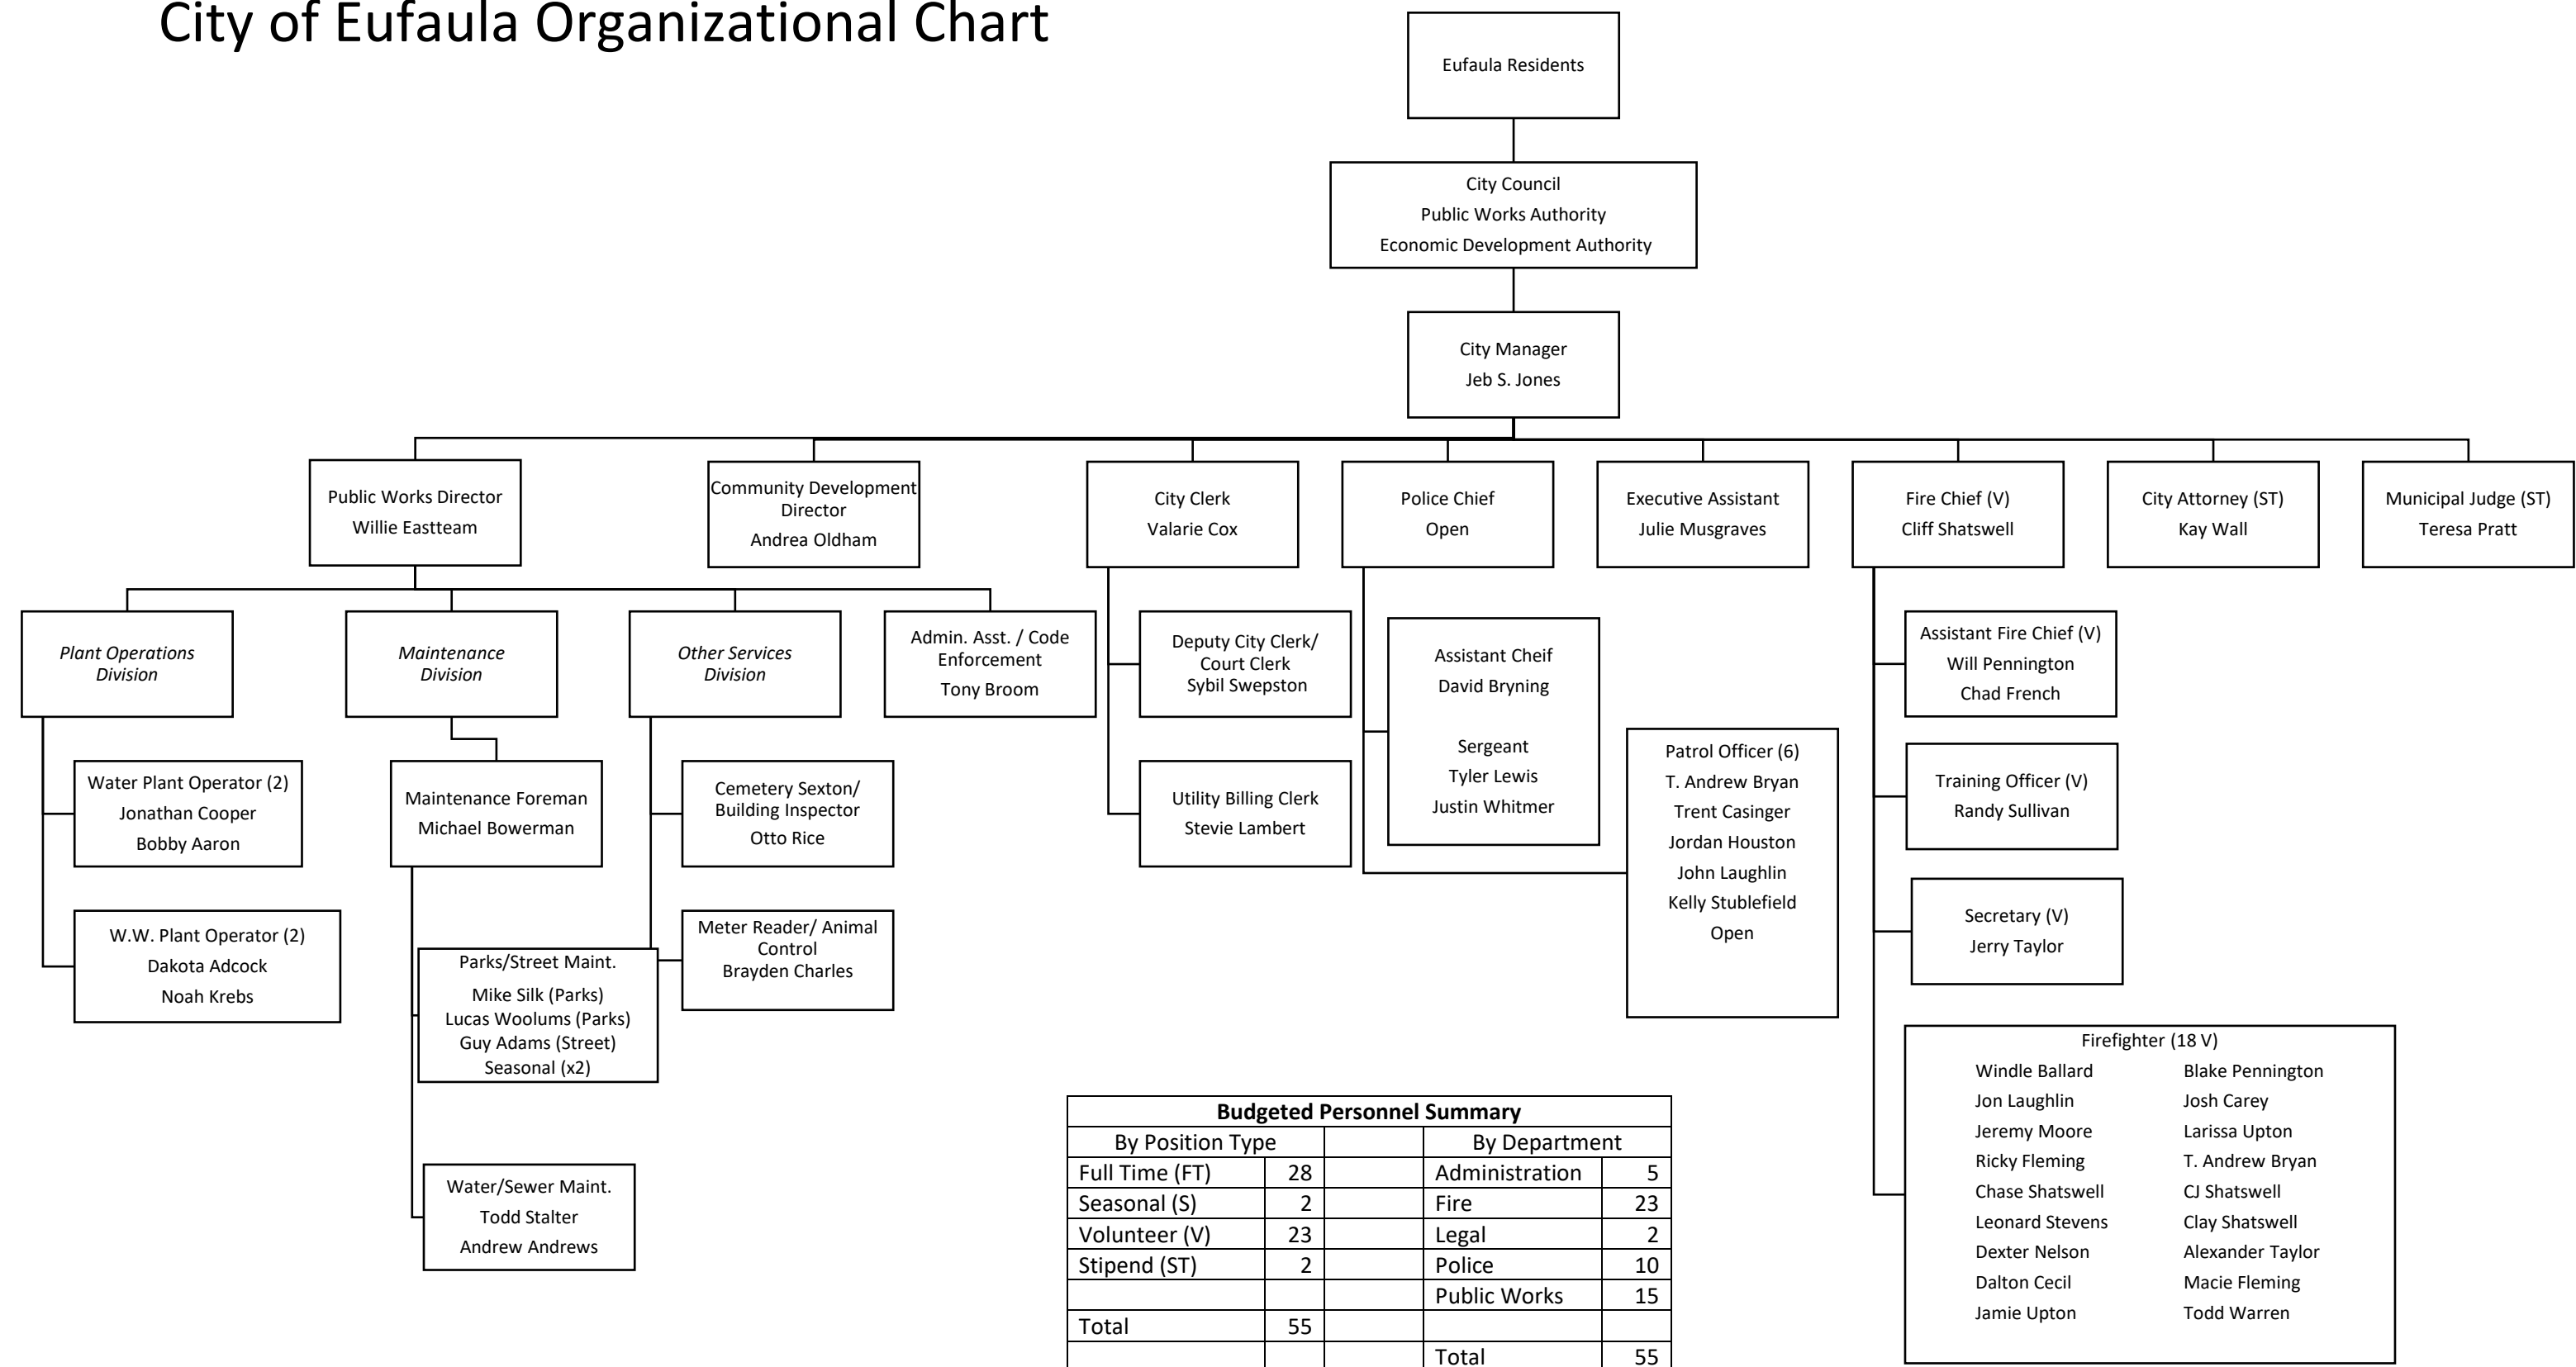 City of Eufaula Organizational Chart
Eufaula Residents
City Council
Public Works Authority
Economic Development Authority
City Manager
Jeb S. Jones
Public Works Director
Willie Eastteam
Community Development
Director
Andrea Oldham
City Clerk
Valarie Cox
Police Chief
Open
Executive Assistant
Julie Musgraves
Fire Chief (V)
Cliff Shatswell
City Attorney (ST)
Kay Wall
Municipal Judge (ST)
Teresa Pratt
Plant Operations
Division
Maintenance
Division
Other Services
Division
Admin. Asst. / Code
Enforcement
Tony Broom
Deputy City Clerk/
Court Clerk
Sybil Swepston
Assistant Cheif
David Bryning
Sergeant
Tyler Lewis
Justin Whitmer
Assistant Fire Chief (V)
Will Pennington
Chad French
Water Plant Operator (2)
Jonathan Cooper
Bobby Aaron
Maintenance Foreman
Michael Bowerman
Cemetery Sexton/
Building Inspector
Otto Rice
Utility Billing Clerk
Stevie Lambert
Patrol Officer (6)
T. Andrew Bryan
Trent Casinger
Jordan Houston
John Laughlin
Kelly Stublefield
Open
Training Officer (V)
Randy Sullivan
W.W. Plant Operator (2)
Dakota Adcock
Noah Krebs
Parks/Street Maint.
Mike Silk (Parks)
Lucas Woolums (Parks)
Guy Adams (Street)
Seasonal (x2)
Meter Reader/ Animal
Control
Brayden Charles
Secretary (V)
Jerry Taylor
Water/Sewer Maint.
Todd Stalter
Andrew Andrews
Firefighter (18 V)
Windle Ballard Blake Pennington
Jon Laughlin Josh Carey
Jeremy Moore Larissa Upton
Ricky Fleming T. Andrew Bryan
Chase Shatswell CJ Shatswell
Leonard Stevens Clay Shatswell
Dexter Nelson Alexander Taylor
Dalton Cecil Macie Fleming
Jamie Upton Todd Warren
Budgeted Personnel Summary
By Position Type By Department
Full Time (FT) 28 Administration 5
Seasonal (S) 2 Fire 23
Volunteer (V) 23 Legal 2
Stipend (ST) 2 Police 10
Public Works 15
Total 55
Total 55